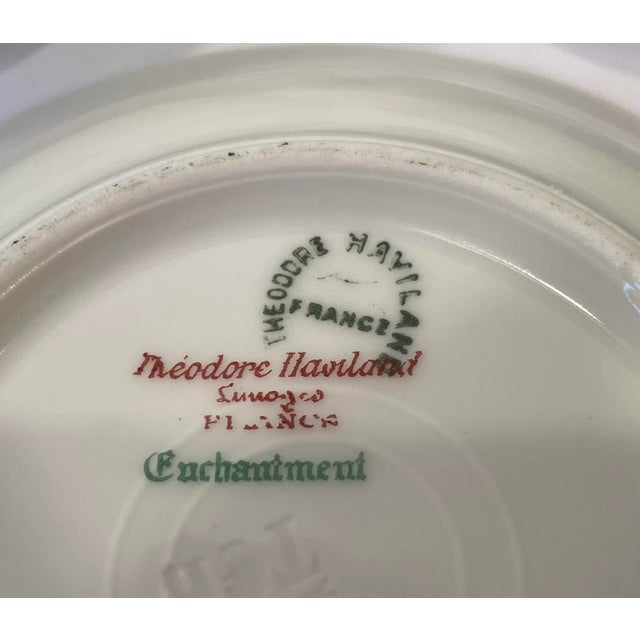 THEODORE HAVILAND
FRANCE
Théodore Haviland
Limoges
FRANCE
Enchantment